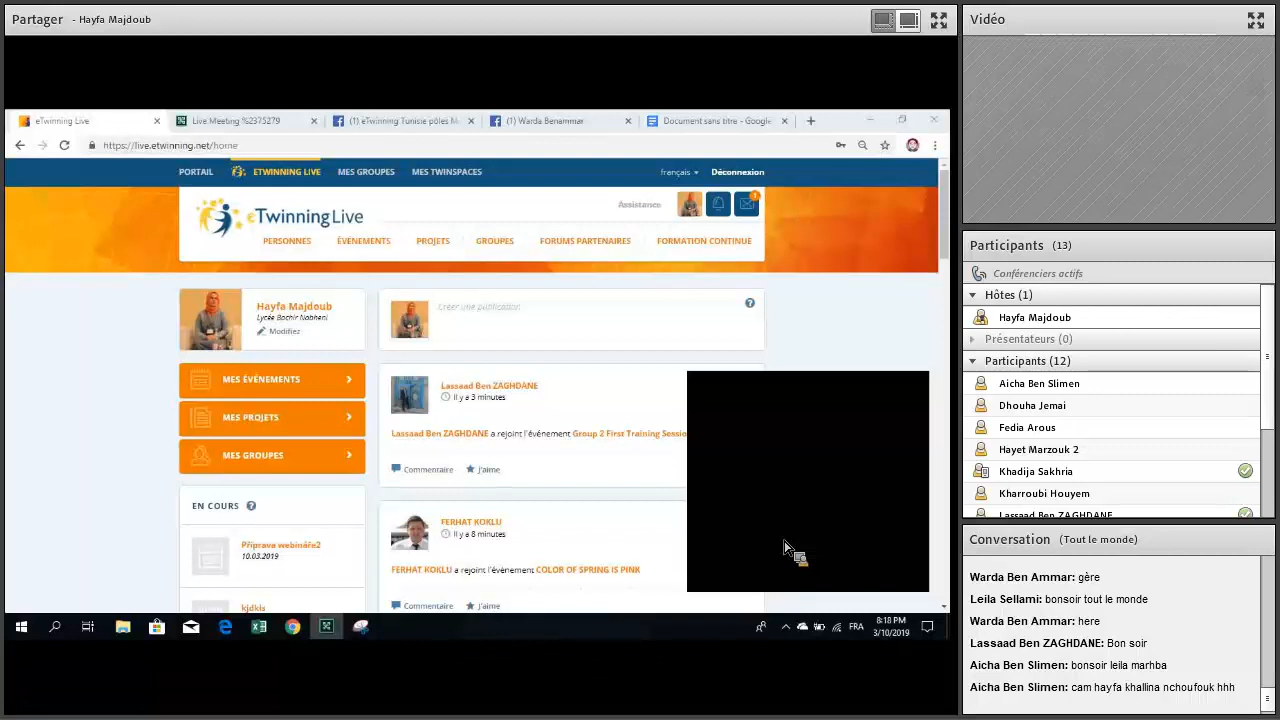 Partager - Hayfa Majdoub
eTwinning Live
Live Meeting %2375279
(1) eTwinning Tunisie pôles M
(1) Warda Benammar
Document sans titre - Google
https://live.etwinning.net/home
PORTAIL ETWINNING LIVE MES GROUPES MES TWINSPACES français Déconnexion
eTwinning Live
Assistance
1
PERSONNES ÉVÉNEMENTS PROJETS GROUPES FORUMS PARTENAIRES FORMATION CONTINUE
Hayfa Majdoub
Lycée Bachir Nabheni
Modifiez
MES ÉVÉNEMENTS
MES PROJETS
MES GROUPES
EN COURS
Préparа webinaire2
10.03.2019
kjdkls
Créer une publication
Lassaad Ben ZAGHDANE
Il y a 3 minutes
Lassaad Ben ZAGHDANE a rejoint l'événement Group 2 First Training Sessio
Commentaire J'aime
FERHAT KOKLU
Il y a 8 minutes
FERHAT KOKLU a rejoint l'événement COLOR OF SPRING IS PINK
Commentaire J'aime
FRA
8:18 PM
3/10/2019
Vidéo
Participants (13)
Conférenciers actifs
Hôtes (1)
Hayfa Majdoub
Présentateurs (0)
Participants (12)
Aicha Ben Slimen
Dhouha Jemai
Fedia Arous
Hayet Marzouk 2
Khadija Sakhria
Kharroubi Houyem
Lassaad Ben ZAGHDANE
Conversation (Tout le monde)
Warda Ben Ammar: gère
Leila Sellami: bonsoir tout le monde
Warda Ben Ammar: here
Lassaad Ben ZAGHDANE: Bon soir
Aicha Ben Slimen: bonsoir leila marhba
Aicha Ben Slimen: cam hayfa khallina nchoufouk hhh